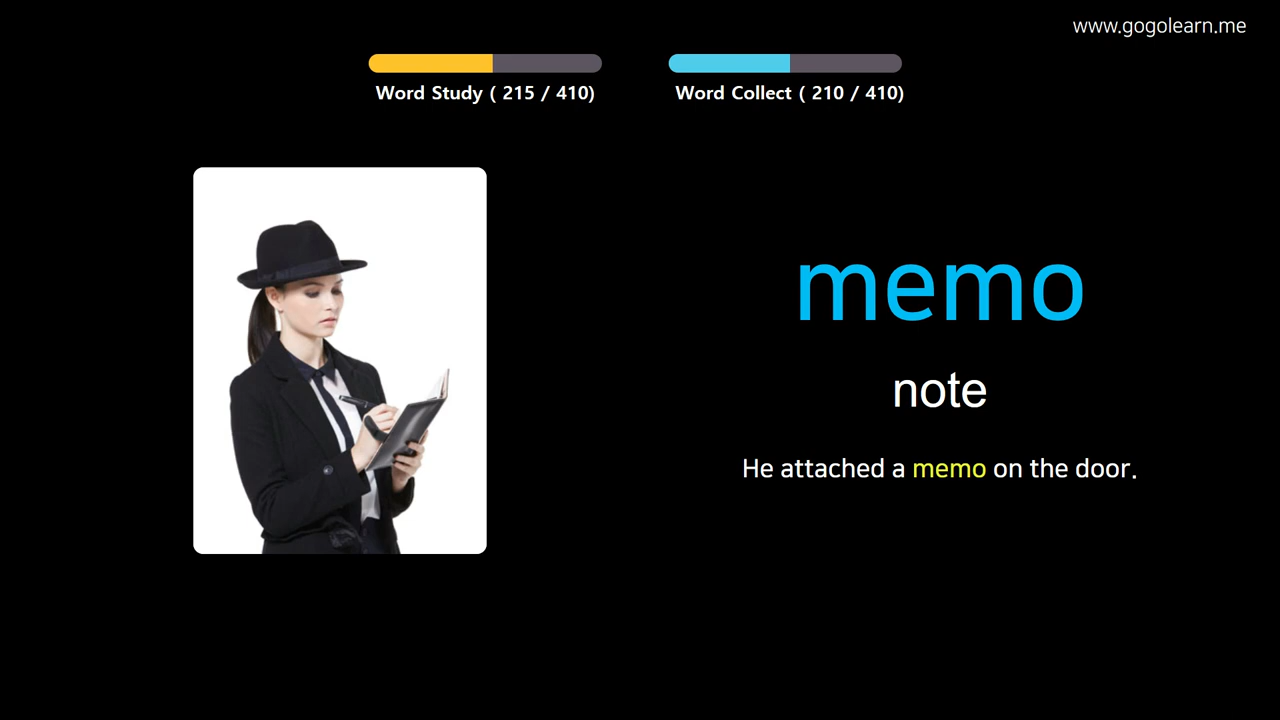 www.gogolearn.me
Word Study ( 215 / 410)
Word Collect ( 210 / 410)
memo
note
He attached a memo on the door.